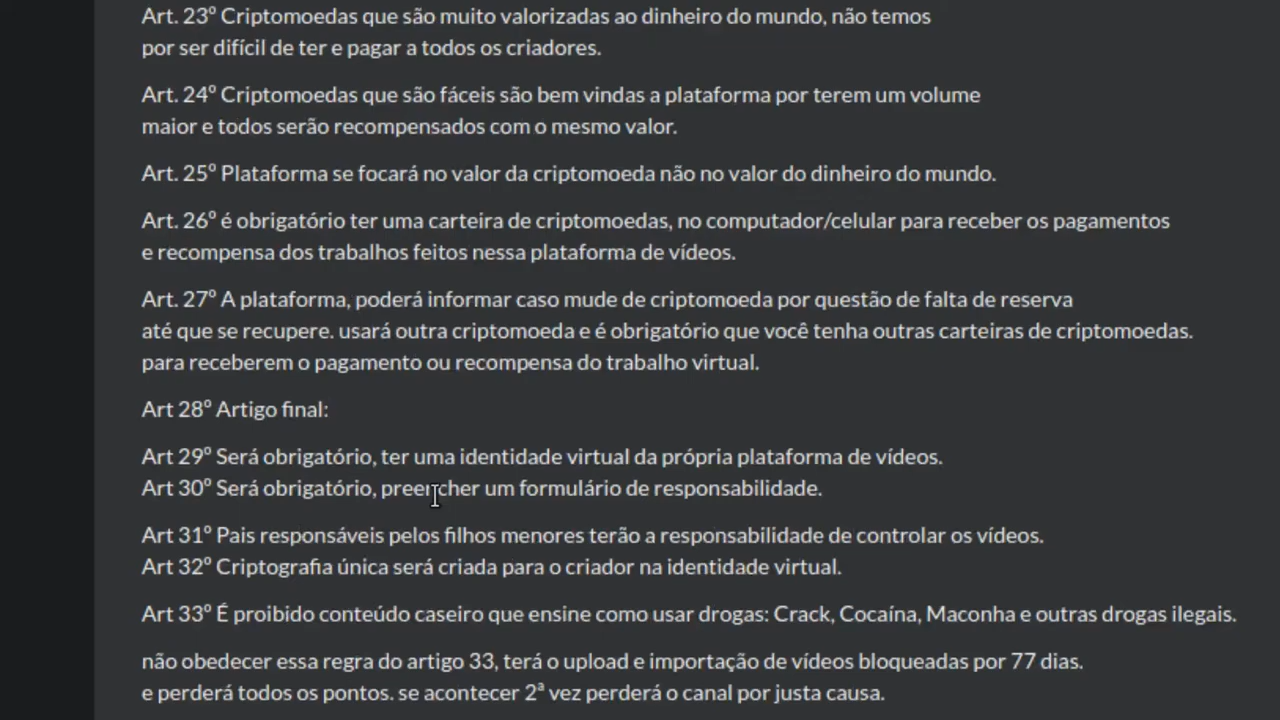 Art. 23º Criptomoedas que são muito valorizadas ao dinheiro do mundo, não temos
por ser difícil de ter e pagar a todos os criadores.
Art. 24º Criptomoedas que são fáceis são bem vindas a plataforma por terem um volume
maior e todos serão recompensados com o mesmo valor.
Art. 25º Plataforma se focará no valor da criptomoeda não no valor do dinheiro do mundo.
Art. 26º é obrigatório ter uma carteira de criptomoedas, no computador/celular para receber os pagamentos
e recompensa dos trabalhos feitos nessa plataforma de vídeos.
Art. 27º A plataforma, poderá informar caso mude de criptomoeda por questão de falta de reserva
até que se recupere. usará outra criptomoeda e é obrigatório que você tenha outras carteiras de criptomoedas.
para receberem o pagamento ou recompensa do trabalho virtual.
Art 28º Artigo final:
Art 29º Será obrigatório, ter uma identidade virtual da própria plataforma de vídeos.
Art 30º Será obrigatório, preencher um formulário de responsabilidade.
Art 31º Pais responsáveis pelos filhos menores terão a responsabilidade de controlar os vídeos.
Art 32º Criptografia única será criada para o criador na identidade virtual.
Art 33º É proibido conteúdo caseiro que ensine como usar drogas: Crack, Cocaína, Maconha e outras drogas ilegais.
não obedecer essa regra do artigo 33, terá o upload e importação de vídeos bloqueadas por 77 dias.
e perderá todos os pontos. se acontecer 2ª vez perderá o canal por justa causa.